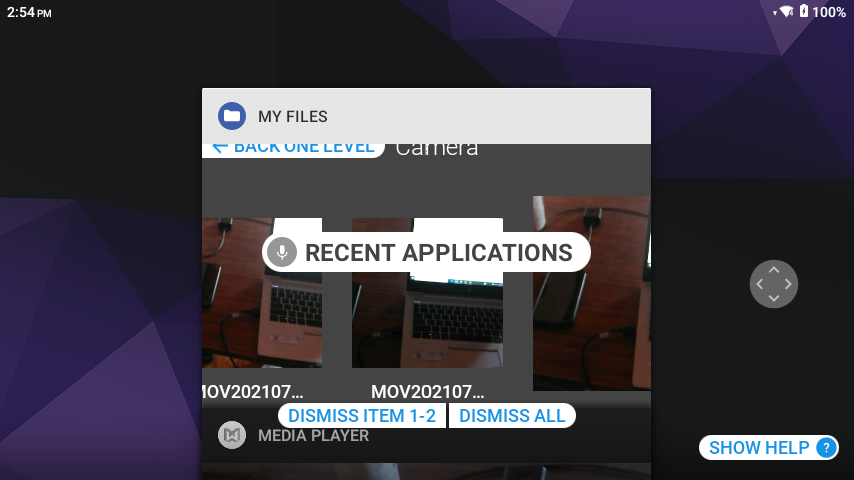 2:54 PM
100%
MY FILES
BACK ONE LEVEL
Camera
RECENT APPLICATIONS
MOV202107...
MOV202107...
DISMISS ITEM 1-2
DISMISS ALL
MEDIA PLAYER
SHOW HELP ?